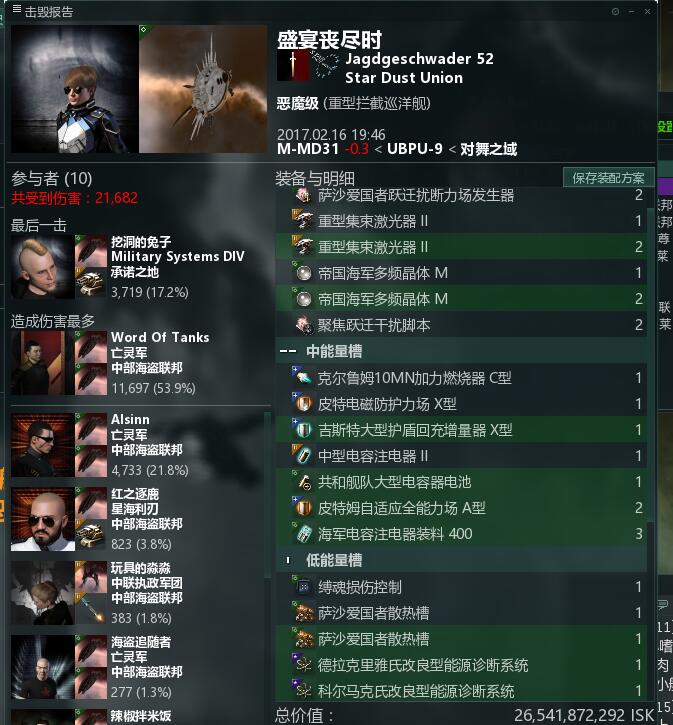 击毁报告
盛宴丧尽时
Jagdgeschwader 52
Star Dust Union
恶魔级 (重型拦截巡洋舰)
2017.02.16 19:46
M-MD31 -0.3 < UBPU-9 < 对舞之域
参与者 (10)
共受到伤害：21,682
最后一击
挖洞的兔子
Military Systems DIV
承诺之地
3,719 (17.2%)
造成伤害最多
Word Of Tanks
亡灵军
中部海盗联邦
11,697 (53.9%)
Alsinn
亡灵军
中部海盗联邦
4,733 (21.8%)
红之逐鹿
星海利刃
中部海盗联邦
823 (3.8%)
玩具的淼淼
中联执政军团
中部海盗联邦
383 (1.8%)
海盗追随者
亡灵军
中部海盗联邦
277 (1.3%)
辣椒拌米饭
装备与明细
保存装配方案
萨沙爱国者跃迁扰断力场发生器 2
重型集束激光器 II 1
重型集束激光器 II 2
帝国海军多频晶体 M 1
帝国海军多频晶体 M 2
聚焦跃迁干扰脚本 2
中能量槽
克尔鲁姆10MN加力燃烧器 C型 1
皮特电磁防护力场 X型 1
吉斯特大型护盾回充增量器 X型 1
中型电容注电器 II 1
共和舰队大型电容器电池 1
皮特姆自适应全能力场 A型 2
海军电容注电器装料 400 3
低能量槽
缚魂损伤控制 1
萨沙爱国者散热槽 1
萨沙爱国者散热槽 1
德拉克里雅氏改良型能源诊断系统 1
科尔马克氏改良型能源诊断系统 1
总价值： 26,541,872,292 ISK